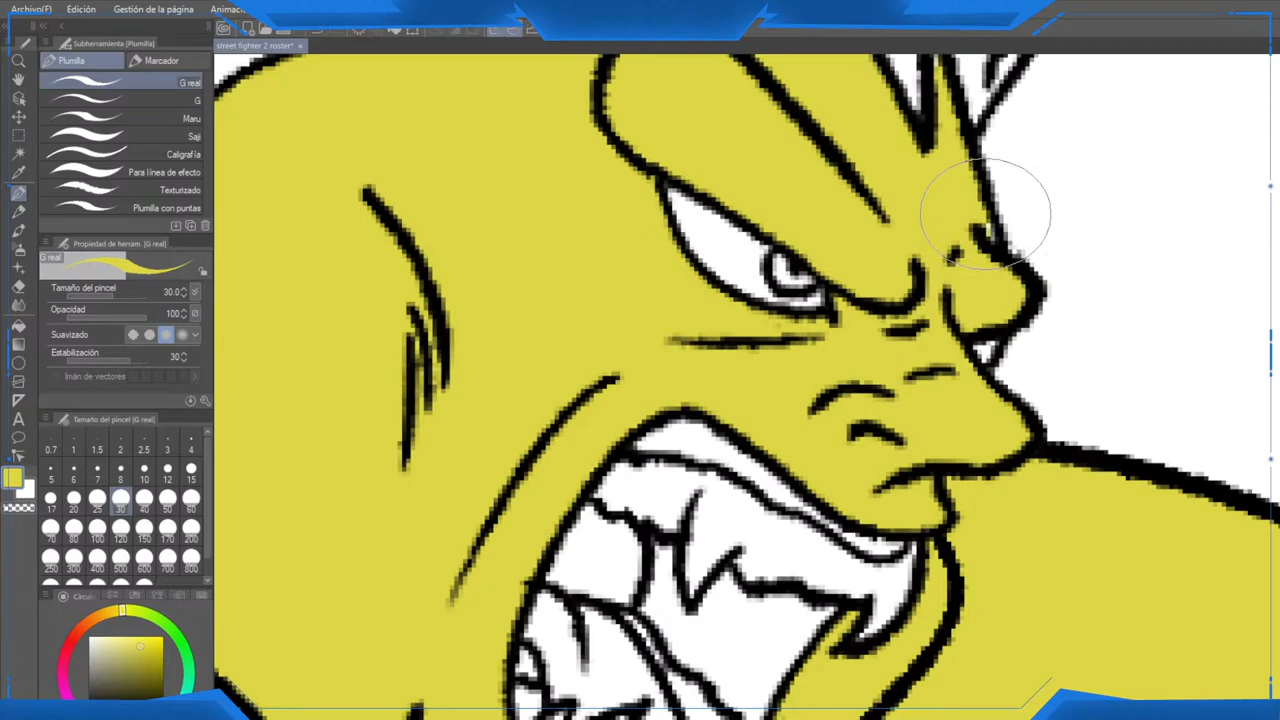 Archivo(F) Edición Gestión de la página Animació
street fighter 2 roster*
Subherramienta (Plumilla)
Plumilla Marcador
G real
G
Maru
Saji
Caligrafía
Para línea de efecto
Texturizado
Plumilla con puntas
Propiedad de herram. (G real)
G real
Tamaño del pincel 30.0
Opacidad 100
Suavizado
Estabilización 30
Imán de vectores
Tamaño del pincel (G real)
0.7 1 1.5 2 2.5 3 4
5 6 7 8 10 12 15
17 20 25 30 40 50 60
70 80 100 120 150 170 200
250 300 400 500 600 700 800
Círculo